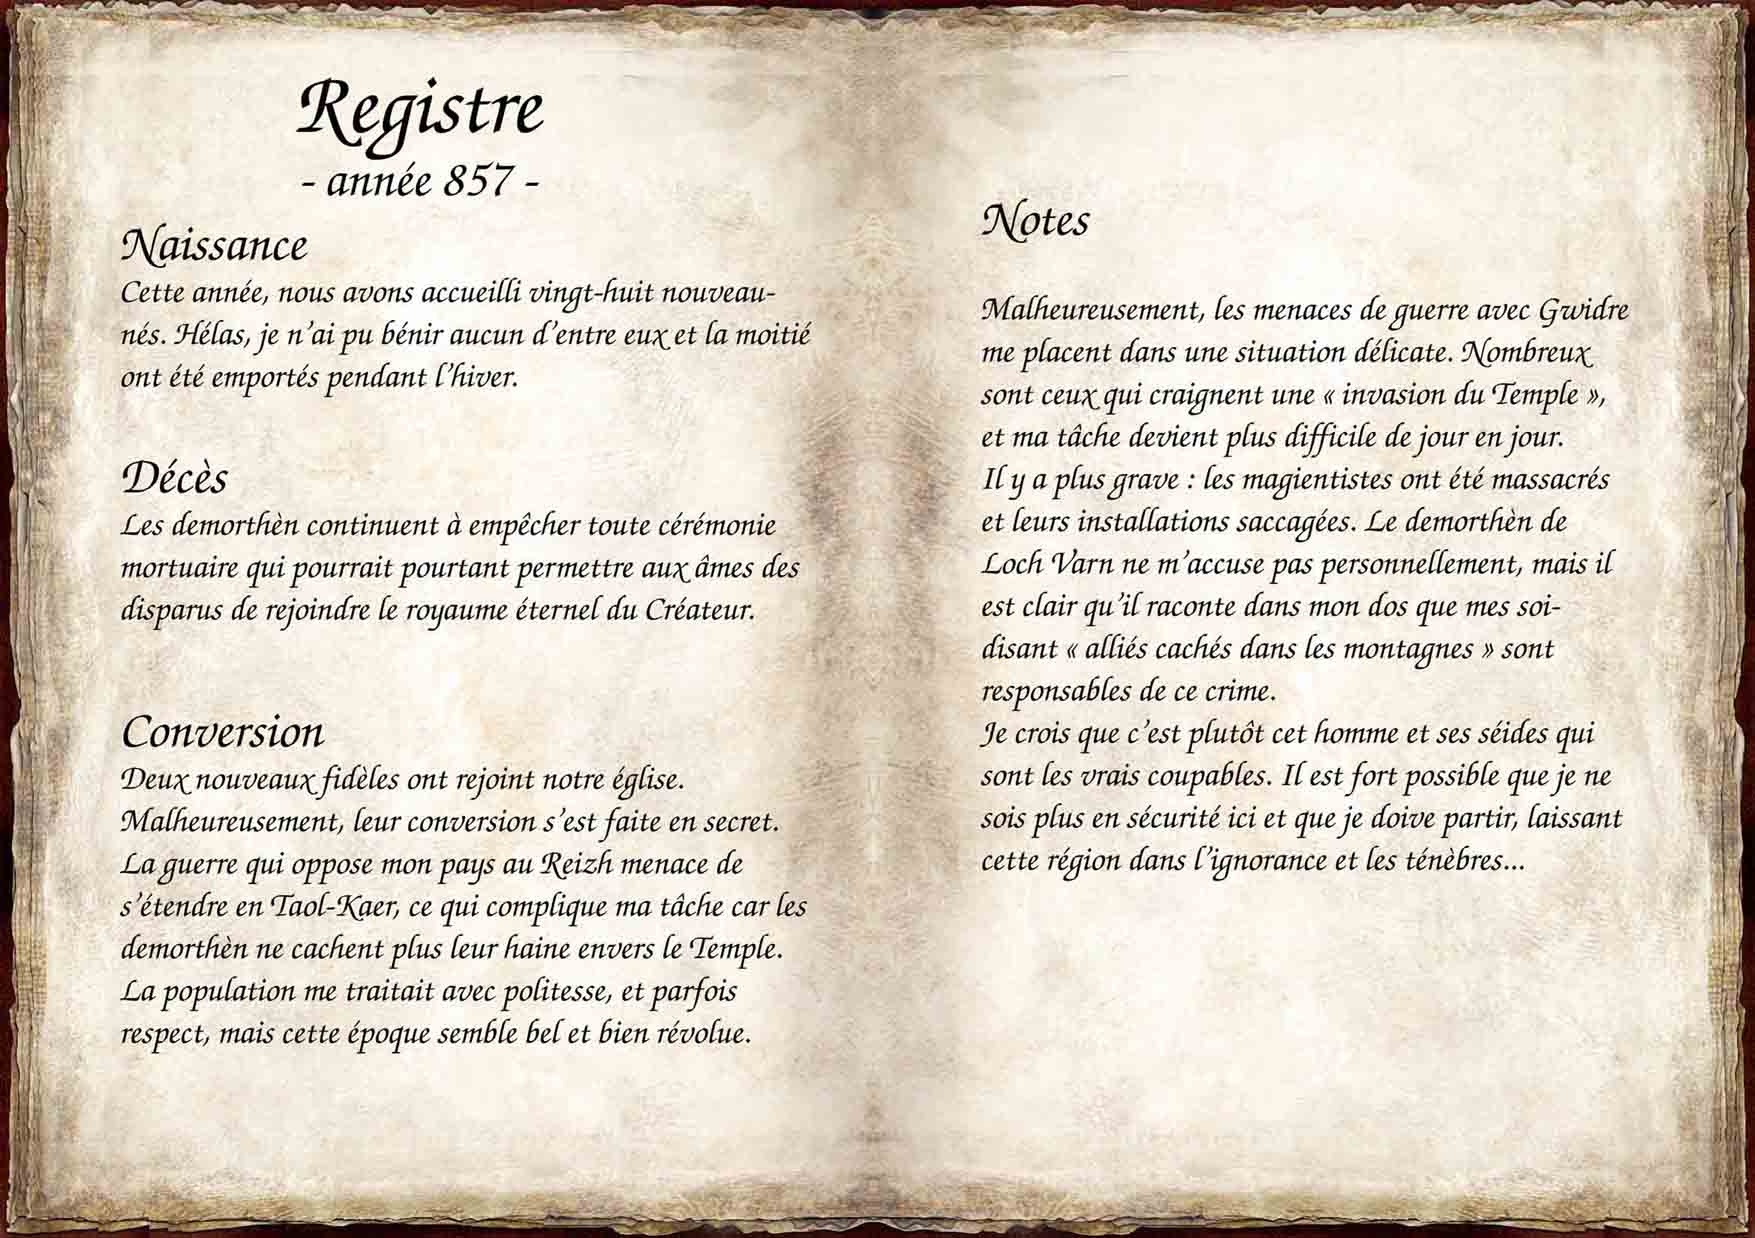 Registre
- année 857 -
Naissance
Cette année, nous avons accueilli vingt-huit nouveau-
nés. Hélas, je n'ai pu bénir aucun d'entre eux et la moitié
ont été emportés pendant l'hiver.
Décès
Les demorthèn continuent à empêcher toute cérémonie
mortuaire qui pourrait pourtant permettre aux âmes des
disparus de rejoindre le royaume éternel du Créateur.
Conversion
Deux nouveaux fidèles ont rejoint notre église.
Malheureusement, leur conversion s'est faite en secret.
La guerre qui oppose mon pays au Reizh menace de
s'étendre en Taol-Kaer, ce qui complique ma tâche car les
demorthèn ne cachent plus leur haine envers le Temple.
La population me traitait avec politesse, et parfois
respect, mais cette époque semble bel et bien révolue.
Notes
Malheureusement, les menaces de guerre avec Gwidre
me placent dans une situation délicate. Nombreux
sont ceux qui craignent une « invasion du Temple »,
et ma tâche devient plus difficile de jour en jour.
Il y a plus grave : les magientistes ont été massacrés
et leurs installations saccagées. Le demorthèn de
Loch Varn ne m'accuse pas personnellement, mais il
est clair qu'il raconte dans mon dos que mes soi-
disant « alliés cachés dans les montagnes » sont
responsables de ce crime.
Je crois que c'est plutôt cet homme et ses séides qui
sont les vrais coupables. Il est fort possible que je ne
sois plus en sécurité ici et que je doive partir, laissant
cette région dans l'ignorance et les ténèbres...